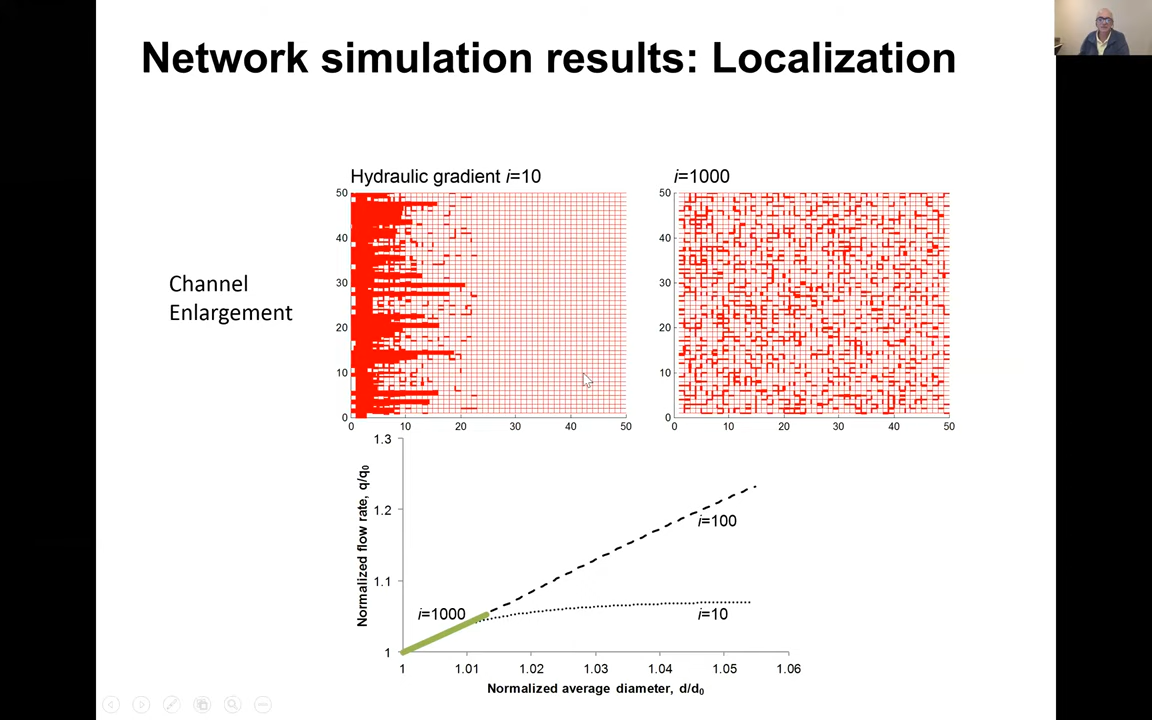 Network simulation results: Localization
Hydraulic gradient i=10
i=1000
50
40
30
20
10
0
0 10 20 30 40 50
50
40
30
20
10
0
0 10 20 30 40 50
Channel
Enlargement
1.3
1.2
1.1
1
Normalized flow rate, q/q0
i=100
i=1000
i=10
1 1.01 1.02 1.03 1.04 1.05 1.06
Normalized average diameter, d/d0